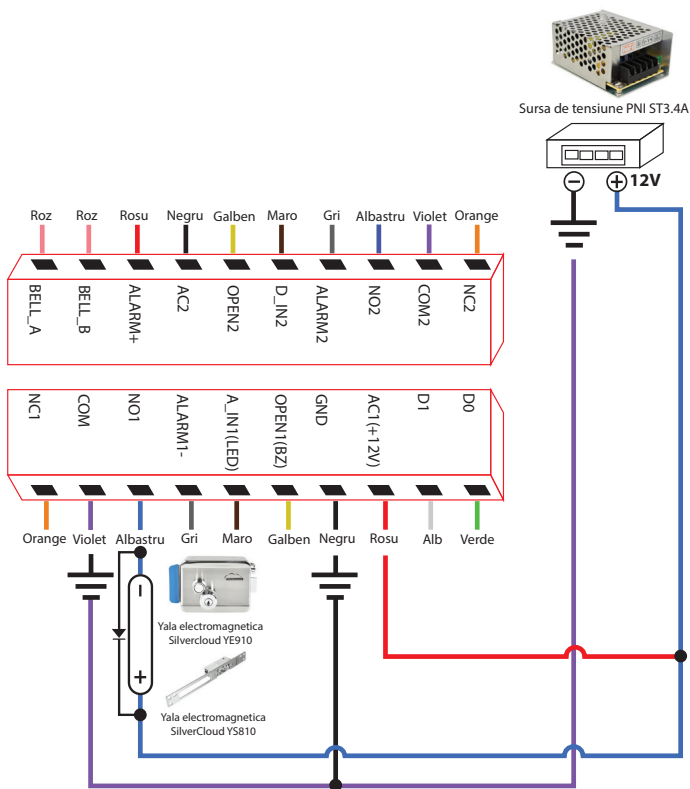 Sursa de tensiune PNI ST3.4A
12V
Roz Roz Rosu Negru Galben Maro Gri Albastru Violet Orange
BELL_A
BELL_B
ALARM+
AC2
OPEN2
D_IN2
ALARM2
NO2
COM2
NC2
NC1
COM
NO1
ALARM1-
A_IN1(LED)
OPEN1(BZ)
GND
AC1(+12V)
D1
D0
Orange Violet Albastru Gri Maro Galben Negru Rosu Alb Verde
Yala electromagnetica
Silvercloud YE910
Yala electromagnetica
SilverCloud YS810